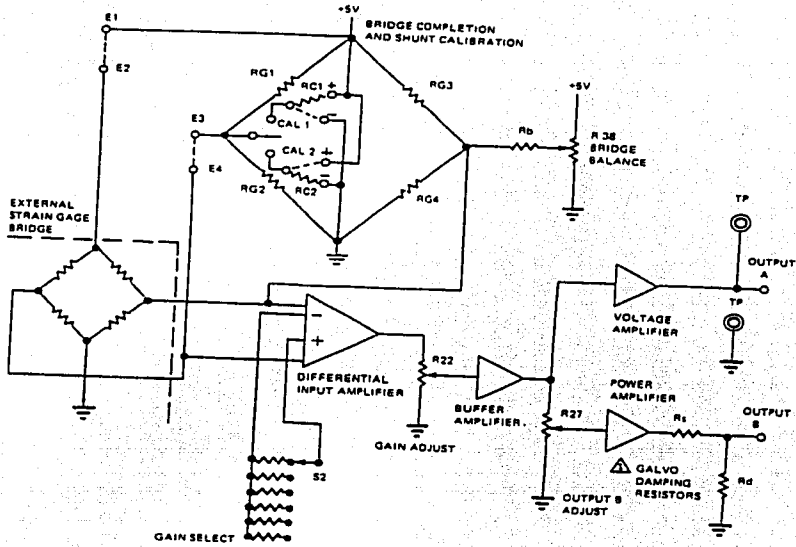 E1
+5V
BRIDGE COMPLETION
AND SHUNT CALIBRATION
E2
RG1
RC1
+
RG3
+5V
E3
CAL 1
−
Rb
R 38
BRIDGE
BALANCE
CAL 2
+
−
E4
RG2
RC2
RG4
EXTERNAL
STRAIN GAGE
BRIDGE
TP
OUTPUT
A
−
+
VOLTAGE
AMPLIFIER
TP
DIFFERENTIAL
INPUT AMPLIFIER
R22
BUFFER
AMPLIFIER
POWER
AMPLIFIER
R27
Rs
OUTPUT
B
GAIN ADJUST
S2
GALVO
DAMPING
RESISTORS
Rd
OUTPUT B
ADJUST
GAIN SELECT